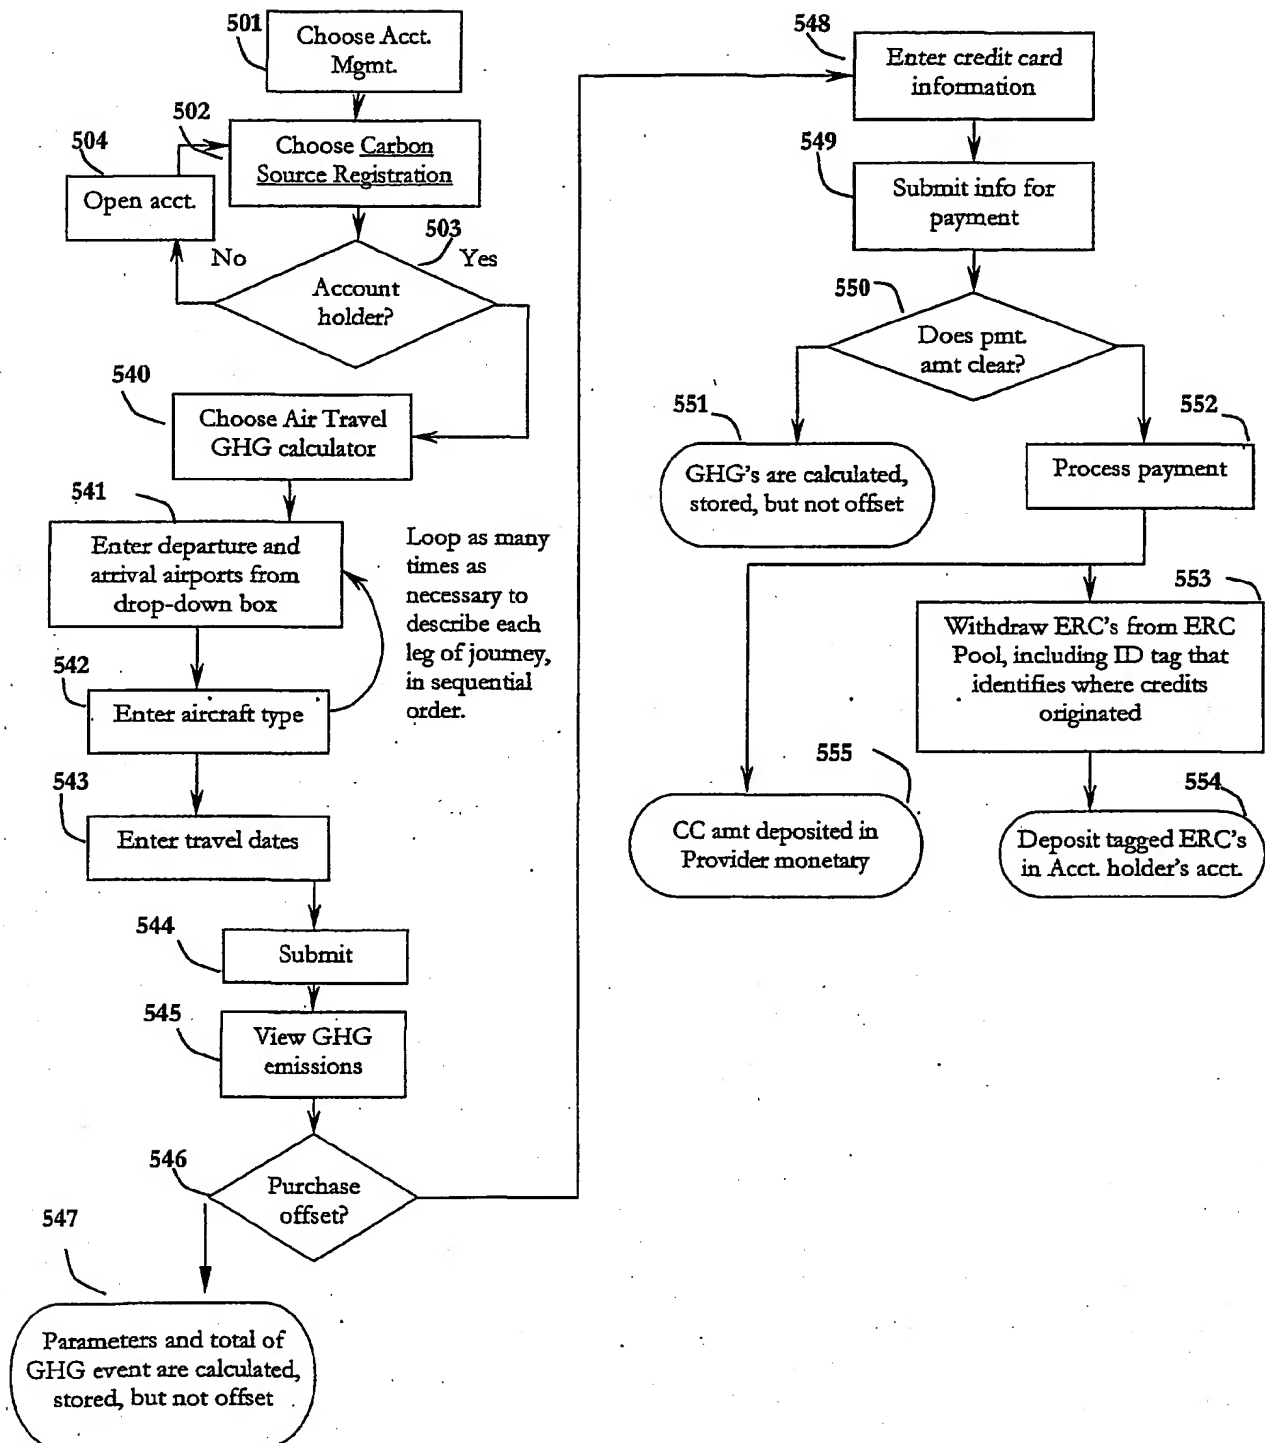 501
Choose Acct.
Mgmt.
502
Choose Carbon
Source Registration
504
Open acct.
503
No
Yes
Account
holder?
540
Choose Air Travel
GHG calculator
541
Enter departure and
arrival airports from
drop-down box
Loop as many
times as
necessary to
describe each
leg of journey,
in sequential
order.
542
Enter aircraft type
543
Enter travel dates
544
Submit
545
View GHG
emissions
546
Purchase
offset?
547
Parameters and total of
GHG event are calculated,
stored, but not offset
548
Enter credit card
information
549
Submit info for
payment
550
Does pmt.
amt clear?
551
GHG's are calculated,
stored, but not offset
552
Process payment
553
Withdraw ERC's from ERC
Pool, including ID tag that
identifies where credits
originated
555
CC amt deposited in
Provider monetary
554
Deposit tagged ERC's
in Acct. holder's acct.